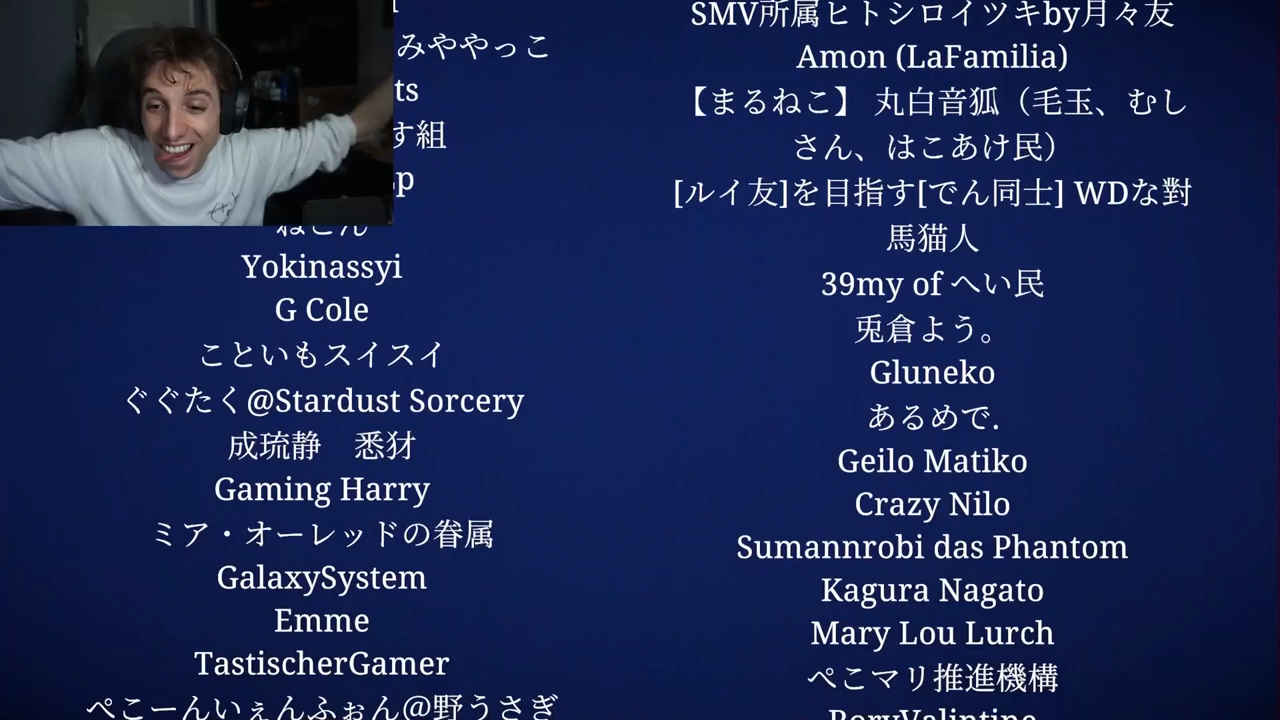 みややっこ
ts
す組
ねこん
Yokinassyi
G Cole
こといもスイスイ
ぐぐたく@Stardust Sorcery
成琉静　悉犲
Gaming Harry
ミア・オーレッドの眷属
GalaxySystem
Emme
TastischerGamer
ぺこーんいぇんふぉん@野うさぎ
SMV所属ヒトシロイツキby月々友
Amon (LaFamilia)
【まるねこ】 丸白音狐（毛玉、むし
さん、はこあけ民）
[ルイ友]を目指す[でん同士] WDな對
馬猫人
39my of へい民
兎倉よう。
Gluneko
あるめで.
Geilo Matiko
Crazy Nilo
Sumannrobi das Phantom
Kagura Nagato
Mary Lou Lurch
ぺこマリ推進機構
RoryValintine